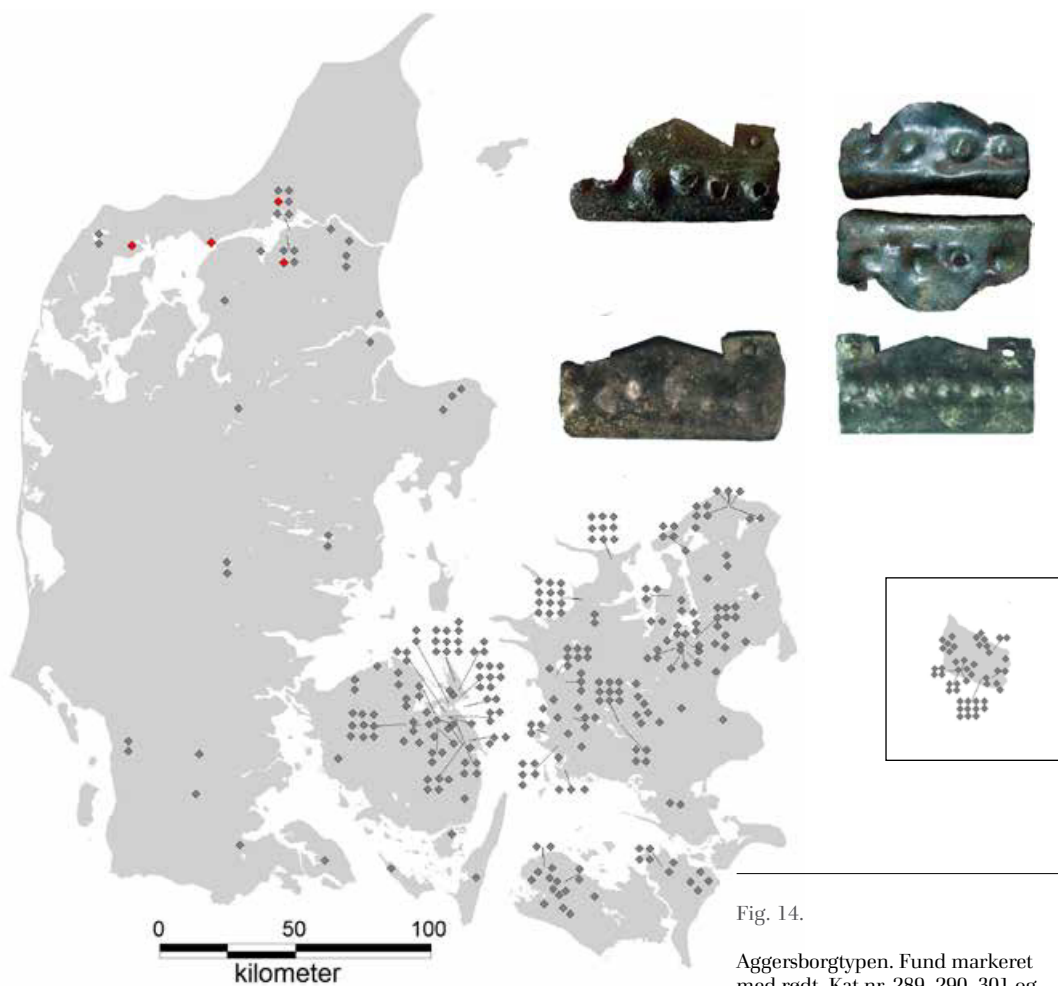 0 50 100
kilometer
Fig. 14.
Aggersborgtypen. Fund markeret
med rødt. Kat.nr. 289, 290, 301 og